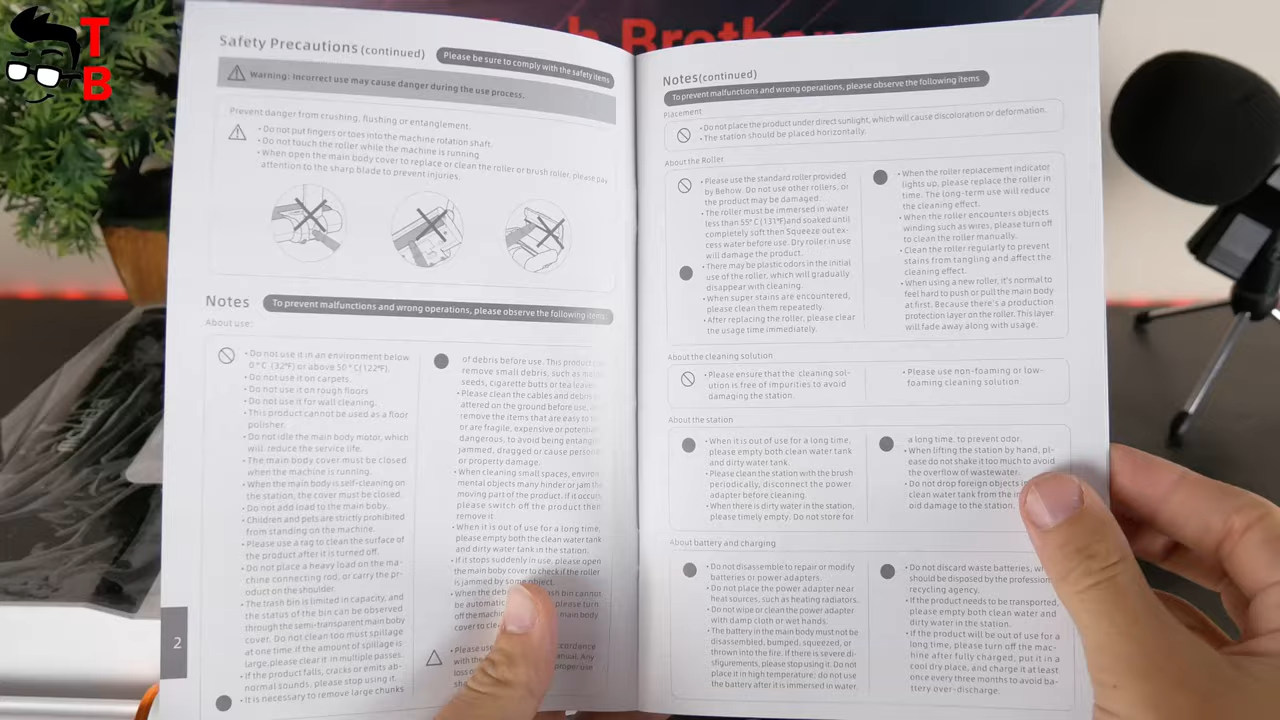 T
B
Brother
Safety Precautions (continued)
Please be sure to comply with the safety items
Warning: Incorrect use may cause danger during the use process.
Prevent danger from crushing, flushing or entanglement.
• Do not put fingers or toes into the machine rotation shaft.
• Do not touch the roller while the machine is running
• When open the main body cover to replace or clean the roller or brush roller, please pay
attention to the sharp blade to prevent injuries.
Notes
To prevent malfunctions and wrong operations, please observe the following items
About use:
• Do not use it in an environment below
0°C (32°F) or above 50°C(122°F).
• Do not use it on carpets.
• Do not use it on rough floors
• Do not use it for wall cleaning.
• This product cannot be used as a floor
polisher.
• Do not idle the main body motor, which
will reduce the service life.
• The main body cover must be closed
when the machine is running.
• When the main body is self-cleaning on
the station, the cover must be closed.
• Do not add load to the main boby.
• Children and pets are strictly prohibited
from standing on the machine.
• Please use a rag to clean the surface of
the product after it is turned off.
• Do not place a heavy load on the ma-
chine connecting rod, or carry the pr-
oduct on the shoulder.
• The trash bin is limited in capacity, and
the status of the bin can be observed
through the semi-transparent main boby
cover. Do not clean too much spillage
at one time. If the amount of spillage is
large, please clear it in multiple passes.
• If the product falls, cracks or emits ab-
normal sounds, please stop using it.
• It is necessary to remove large chunks
of debris before use. This product
remove small debris, such as
seeds, cigarette butts or tea
• Please clean the cables and debris
attered on the ground before use,
remove the items that are easy to
or are fragile, expensive or
dangerous, to avoid being
jammed, dragged or cause
or property damage.
• When cleaning small spaces,
mental objects many hinder or jam the
moving part of the product. if it
please switch off the product then
remove it.
• When it is out of use for a long time,
please empty both the clean water tank
and dirty water tank in the station.
• If it stops suddenly in use, please open
the main body cover to check if the roller
is jammed by some object.
• When the bin cannot
be please turn
off the main body
cover to
• Please
with the Any
use
2
Notes(continued)
To prevent malfunctions and wrong operations, please observe the following items
Placement
• Do not place the product under direct sunlight, which will cause discoloration or deformation.
• The station should be placed horizontally.
About the Roller
• Please use the standard roller provided
by Behow. Do not use other rollers, or
the product may be damaged.
• The roller must be immersed in water
less than 55°C(131°F)and soaked until
completely soft then Squeeze out ex-
cess water before use. Dry roller in use
will damage the product.
• There may be plastic odors in the initial
use of the roller, which will gradually
disappear with cleaning.
• When super stains are encountered,
please clean them repeatedly.
• After replacing the roller, please clear
the usage time immediately.
• When the roller replacement indicator
lights up, please replace the roller in
time. The long-term use will reduce
the cleaning effect.
• When the roller encounters objects
winding such as wires, please turn off
to clean the roller manually.
• Clean the roller regularly to prevent
stains from tangling and affect the
cleaning effect.
• When using a new roller, it's normal to
feel hard to push or pull the main body
at first. Because there's a production
protection layer on the roller. This layer
will fade away along with usage.
About the cleaning solution
• Please ensure that the cleaning sol-
ution is free of impurities to avoid
damaging the station.
• Please use non-foaming or low-
foaming cleaning solution
About the station
• When it is out of use for a long time,
please empty both clean water tank
and dirty water tank.
• Please clean the station with the brush
periodically, disconnect the power
adapter before cleaning.
• When there is dirty water in the station,
please timely empty. Do not store for
a long time, to prevent odor.
• When lifting the station by hand, pl-
ease do not shake it too much to avoid
the overflow of wastewater.
• Do not drop foreign objects
clean water tank from the
oid damage to the station.
About battery and charging
• Do not disassemble to repair or modify
batteries or power adapters.
• Do not place the power adapter near
heat sources, such as heating radiators.
• Do not wipe or clean the power adapter
with damp cloth or wet hands.
• The battery in the main body must not be
disassembled, bumped, squeezed, or
thrown into the fire. If there is severe di-
sfigurements, please stop using it. Do not
place it in high temperature; do not use
the battery after it is immersed in water.
• Do not discard waste batteries,
should be disposed by the
recycling agency.
• If the product needs to be transported,
please empty both clean water and
dirty water in the station.
• If the product will be out of use for
a long time, please turn off the mac-
hine after fully charged, put it in a
cool dry place, and charge it at least
once every three months to avoid ba-
tery over-discharge.